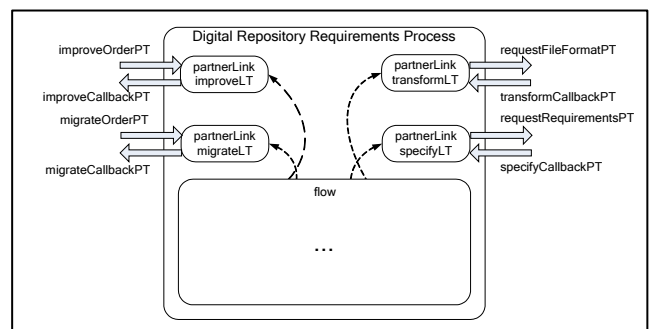 Digital Repository Requirements Process
improveOrderPT
partnerLink
improveLT
improveCallbackPT
migrateOrderPT
partnerLink
migrateLT
migrateCallbackPT
partnerLink
transformLT
requestFileFormatPT
transformCallbackPT
requestRequirementsPT
partnerLink
specifyLT
specifyCallbackPT
flow
...